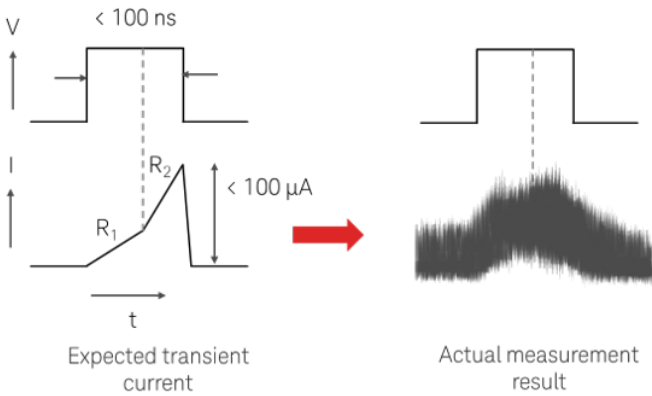 < 100 ns
V
I
R₂
< 100 μA
R₁
t
Expected transient
current
Actual measurement
result